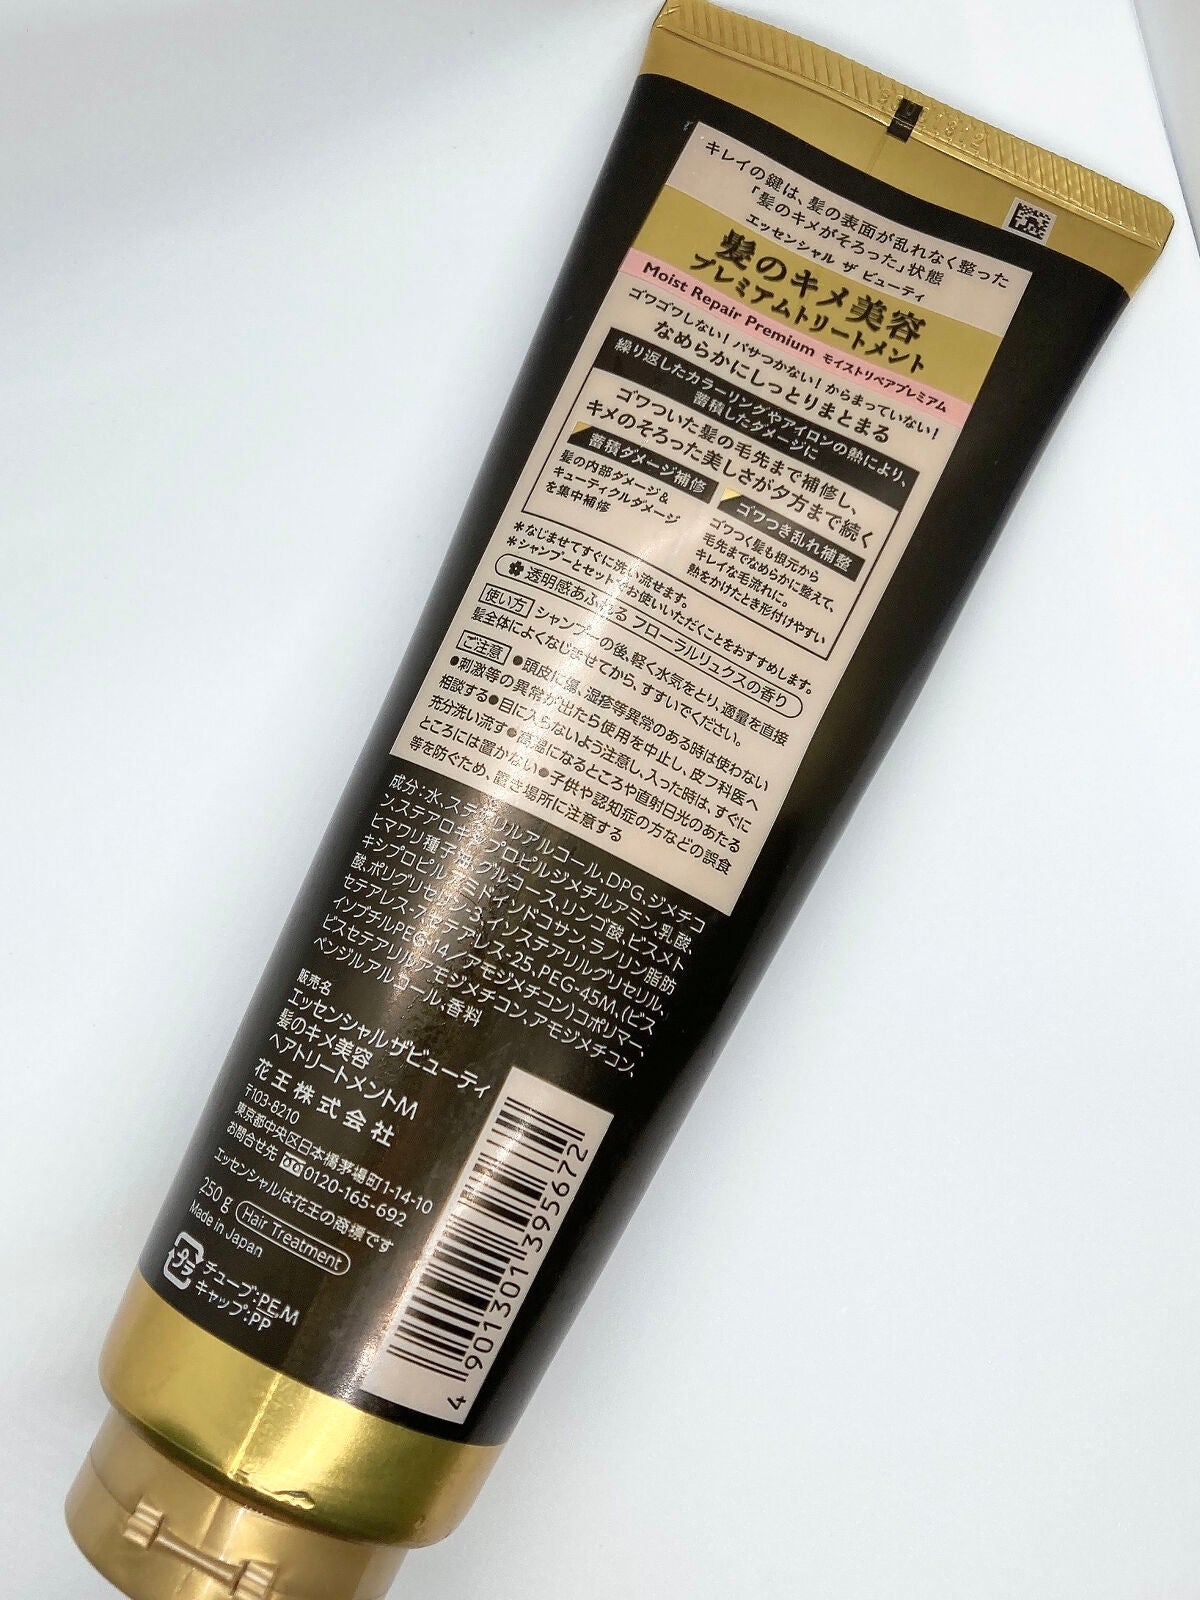 キレイの鍵は、髪の表面が乱れなく整った
「髪のキメがそろった」状態
エッセンシャル ザ ビューティ
髪のキメ美容
プレミアムトリートメント
Moist Repair Premium モイストリペアプレミアム
ゴワゴワしない！パサつかない！からまっていない！
なめらかにしっとりまとまる
繰り返したカラーリングやアイロンの熱により、
蓄積したダメージに
ゴワついた髪の毛先まで補修し、
キメのそろった美しさが夕方まで続く
蓄積ダメージ補修
髪の内部ダメージ&
キューティクルダメージ
を集中補修
ゴワつき乱れ補整
ゴワつく髪も根元から
毛先までなめらかに整えて、
キレイな毛流れに。
熱をかけたとき形付けやすい
*なじませてすぐに洗い流せます。
*シャンプーとセットでお使いいただくことをおすすめします。
透明感あふれる フローラルリュクスの香り
使い方 シャンプーの後、軽く水気をとり、適量を直接
髪全体によくなじませてから、すすいでください。
ご注意 ●頭皮に傷、湿疹等異常のある時は使わない
●刺激等の異常が出たら使用を中止し、皮フ科医へ
相談する●目に入らないよう注意し、入った時は、すぐに
充分洗い流す●高温になるところや直射日光のあたる
ところには置かない●子供や認知症の方などの誤食
等を防ぐため、置き場所に注意する
成分:水、ステアリルアルコール、DPG、ジメチコ
ン、ステアロキシプロピルジメチルアミン、乳酸、
ヒマワリ種子油、グルコース、リンゴ酸、ビスメト
キシプロピルアミドイソドコサン、ラノリン脂肪
酸、ポリグリセリン-3、イソステアリルグリセリル、
セテアレス-7、セテアレス-25、PEG-45M、(ビス
イソブチルPEG-14/アモジメチコン)コポリマー、
ビスセテアリルアモジメチコン、アモジメチコン、
ベンジルアルコール、香料
販売名
エッセンシャル ザビューティ
髪のキメ美容
ヘアトリートメントM
花王株式会社
〒103-8210
東京都中央区日本橋茅場町1-14-10
お問合せ先 0120-165-692
エッセンシャルは花王の商標です
250g Hair Treatment
Made in Japan
プラ チューブ:PE,M
キャップ:PP
4901301395672